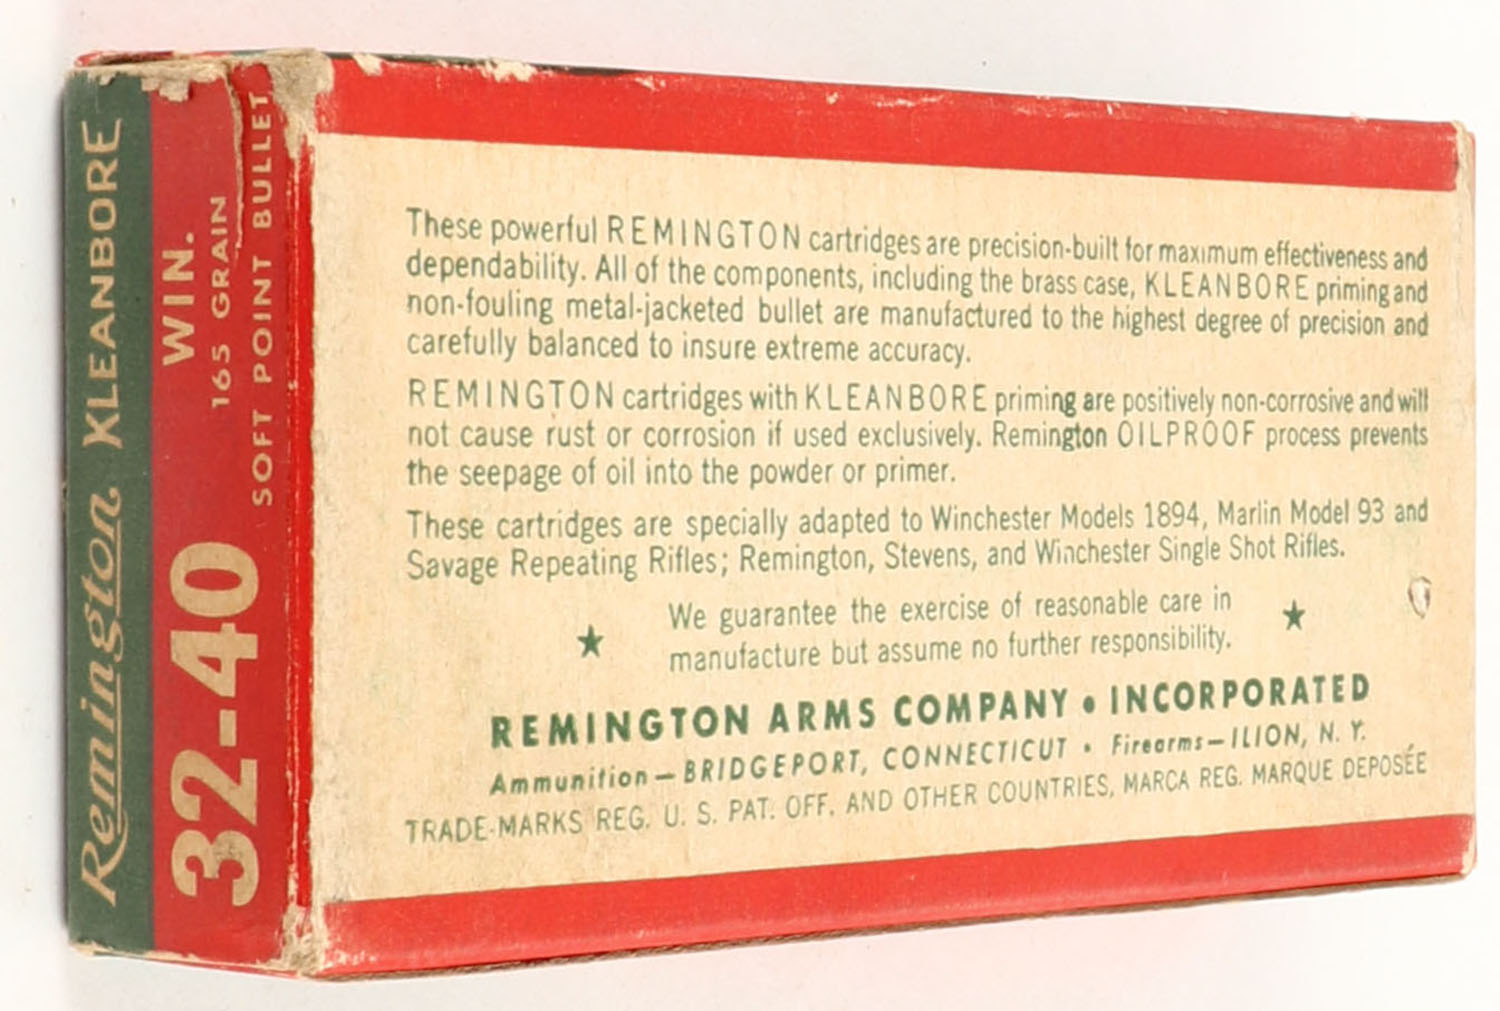 Remington KLEANBORE
32-40 WIN.
165 GRAIN
SOFT POINT BULLET
These powerful REMINGTON cartridges are precision-built for maximum effectiveness and
dependability. All of the components, including the brass case, KLEANBORE priming and
non-fouling metal-jacketed bullet are manufactured to the highest degree of precision and
carefully balanced to insure extreme accuracy.
REMINGTON cartridges with KLEANBORE priming are positively non-corrosive and will
not cause rust or corrosion if used exclusively. Remington OILPROOF process prevents
the seepage of oil into the powder or primer.
These cartridges are specially adapted to Winchester Models 1894, Marlin Model 93 and
Savage Repeating Rifles; Remington, Stevens, and Winchester Single Shot Rifles.
★ We guarantee the exercise of reasonable care in ★
manufacture but assume no further responsibility.
REMINGTON ARMS COMPANY • INCORPORATED
Ammunition—BRIDGEPORT, CONNECTICUT • Firearms—ILION, N. Y.
TRADE-MARKS REG. U. S. PAT. OFF. AND OTHER COUNTRIES, MARCA REG. MARQUE DEPOSÉE